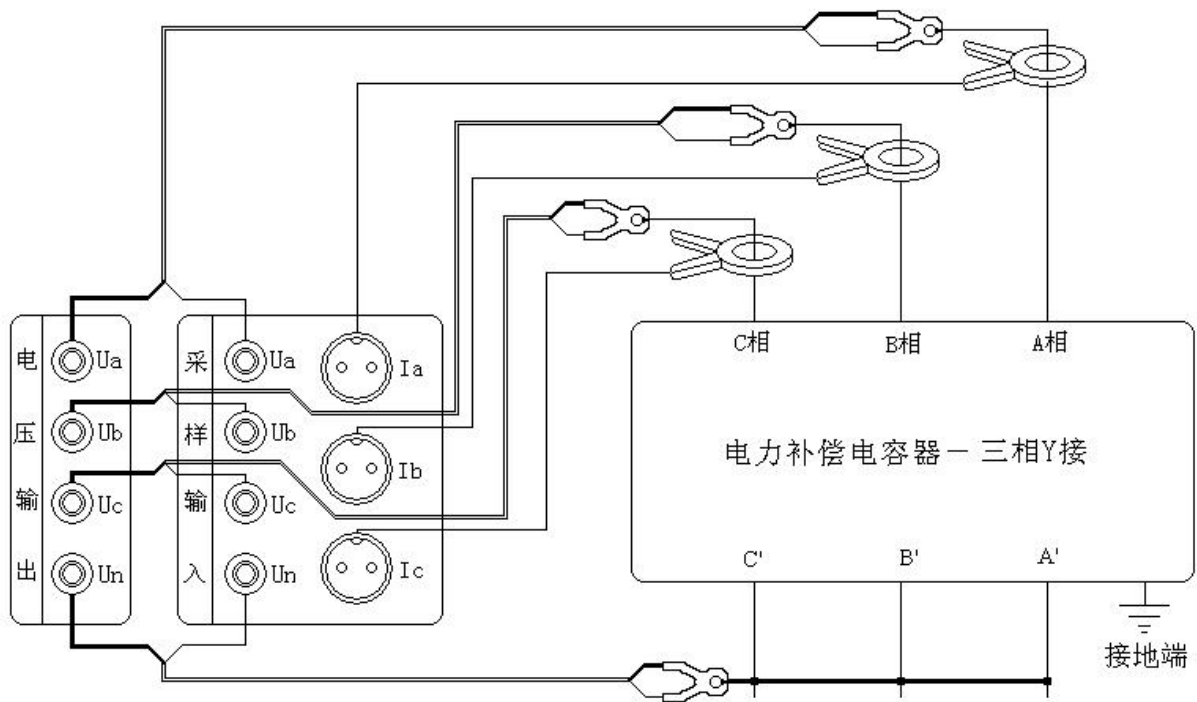 电压输出
Ua
Ub
Uc
Un
采样输入
Ua
Ub
Uc
Un
Ia
Ib
Ic
C相 B相 A相
电力补偿电容器－三相Y接
C' B' A'
接地端